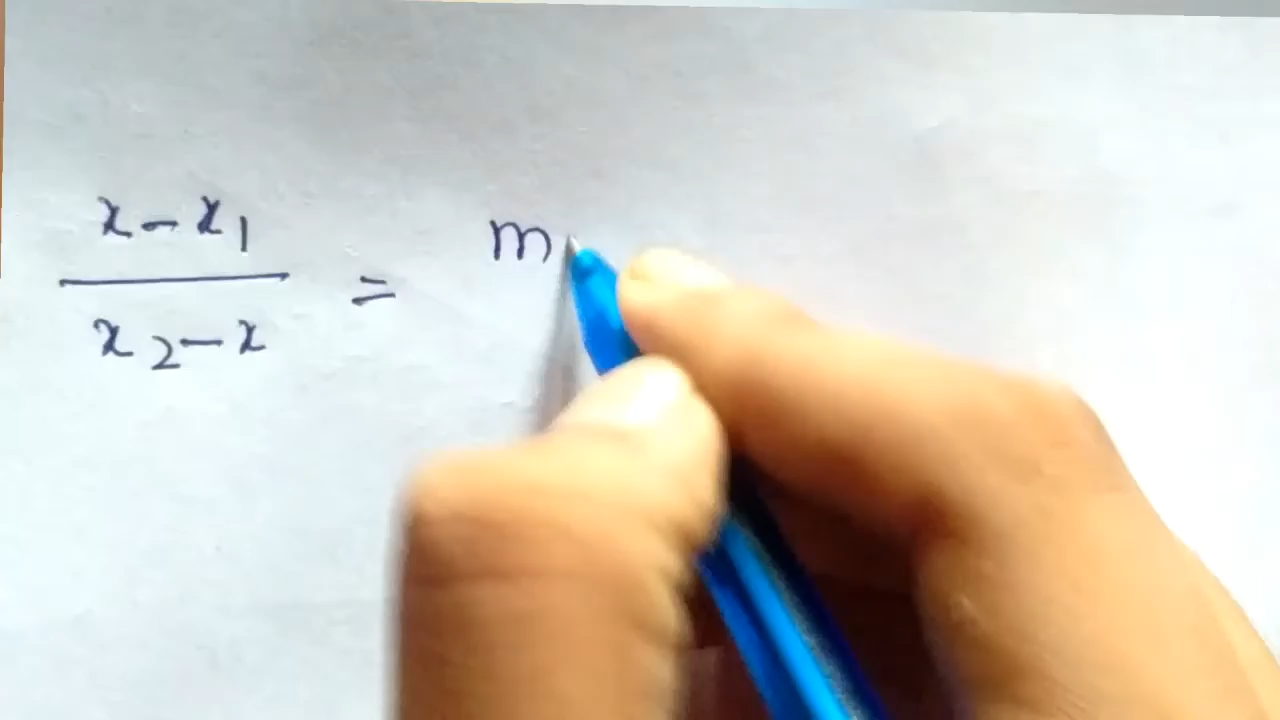 x - x₁
x₂ - x
= m